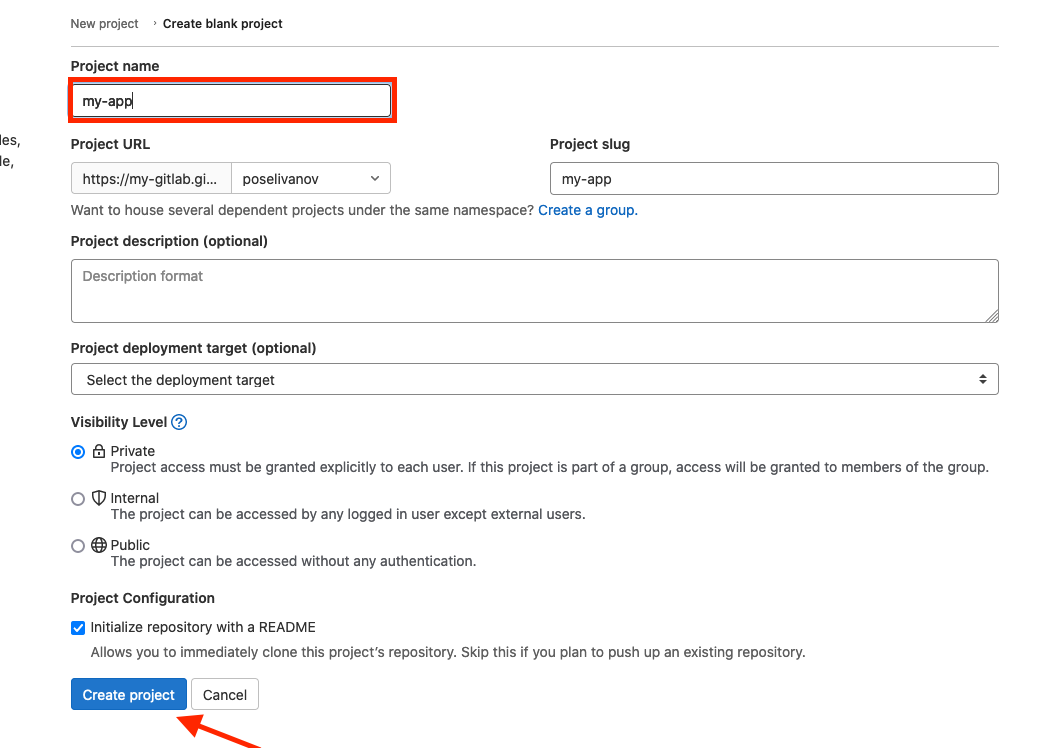 New project › Create blank project
Project name
my-app
des,
le,
Project URL
Project slug
https://my-gitlab.gi...
poselivanov
my-app
Want to house several dependent projects under the same namespace? Create a group.
Project description (optional)
Description format
Project deployment target (optional)
Select the deployment target
Visibility Level ?
Private
Project access must be granted explicitly to each user. If this project is part of a group, access will be granted to members of the group.
Internal
The project can be accessed by any logged in user except external users.
Public
The project can be accessed without any authentication.
Project Configuration
Initialize repository with a README
Allows you to immediately clone this project's repository. Skip this if you plan to push up an existing repository.
Create project
Cancel